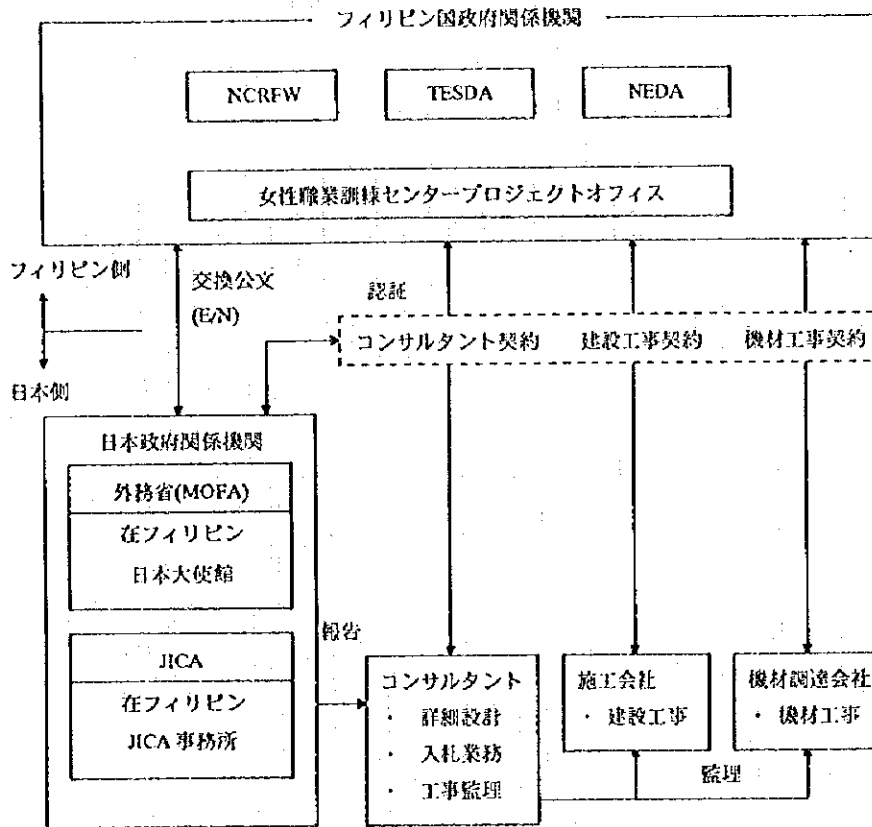 フィリピン国政府関係機関
NCRFW
TESDA
NEDA
女性職業訓練センタープロジェクトオフィス
フィリピン側
日本側
交換公文
(E/N)
認証
コンサルタント契約
建設工事契約
機材工事契約
日本政府関係機関
外務省(MOFA)
在フィリピン
日本大使館
JICA
在フィリピン
JICA 事務所
報告
コンサルタント
・ 詳細設計
・ 入札業務
・ 工事監理
施工会社
・ 建設工事
機材調達会社
・ 機材工事
監理